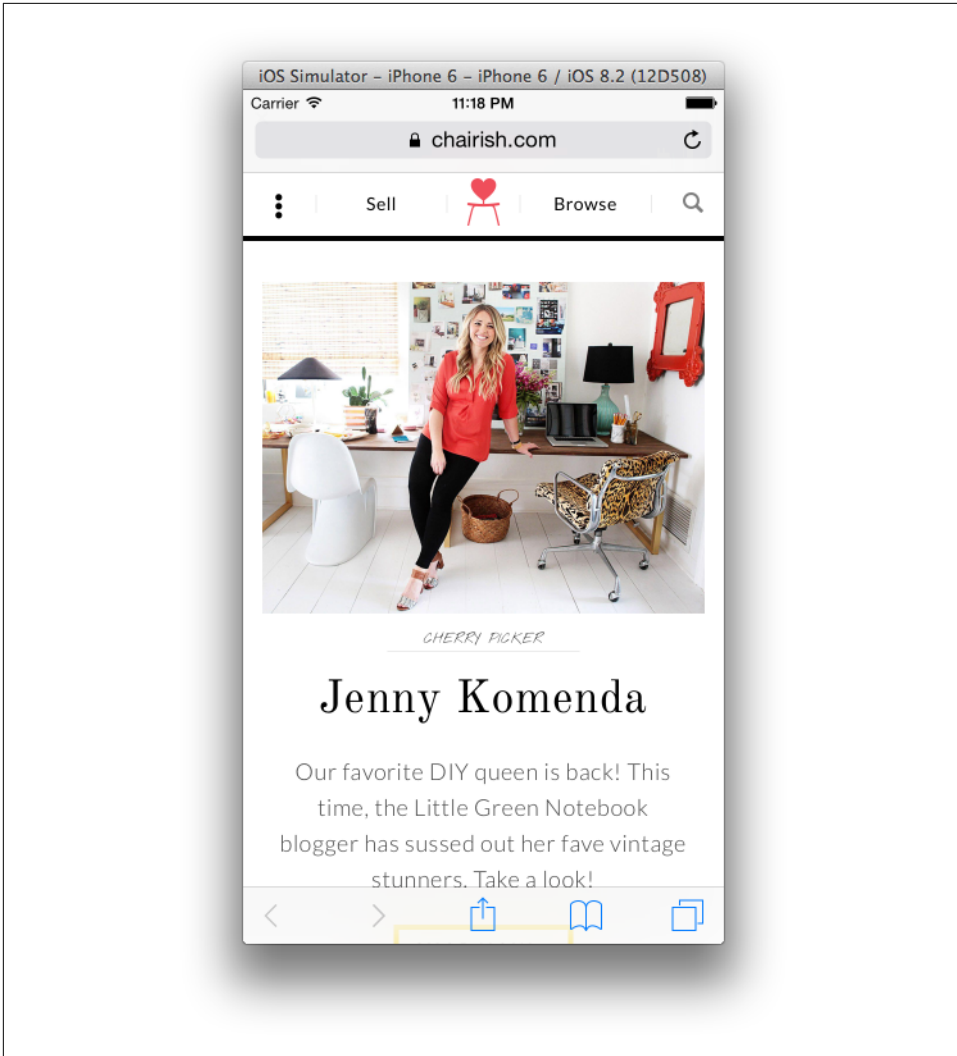 iOS Simulator – iPhone 6 – iPhone 6 / iOS 8.2 (12D508)
Carrier 11:18 PM
chairish.com
Sell Browse
CHERRY PICKER
Jenny Komenda
Our favorite DIY queen is back! This
time, the Little Green Notebook
blogger has sussed out her fave vintage
stunners. Take a look!